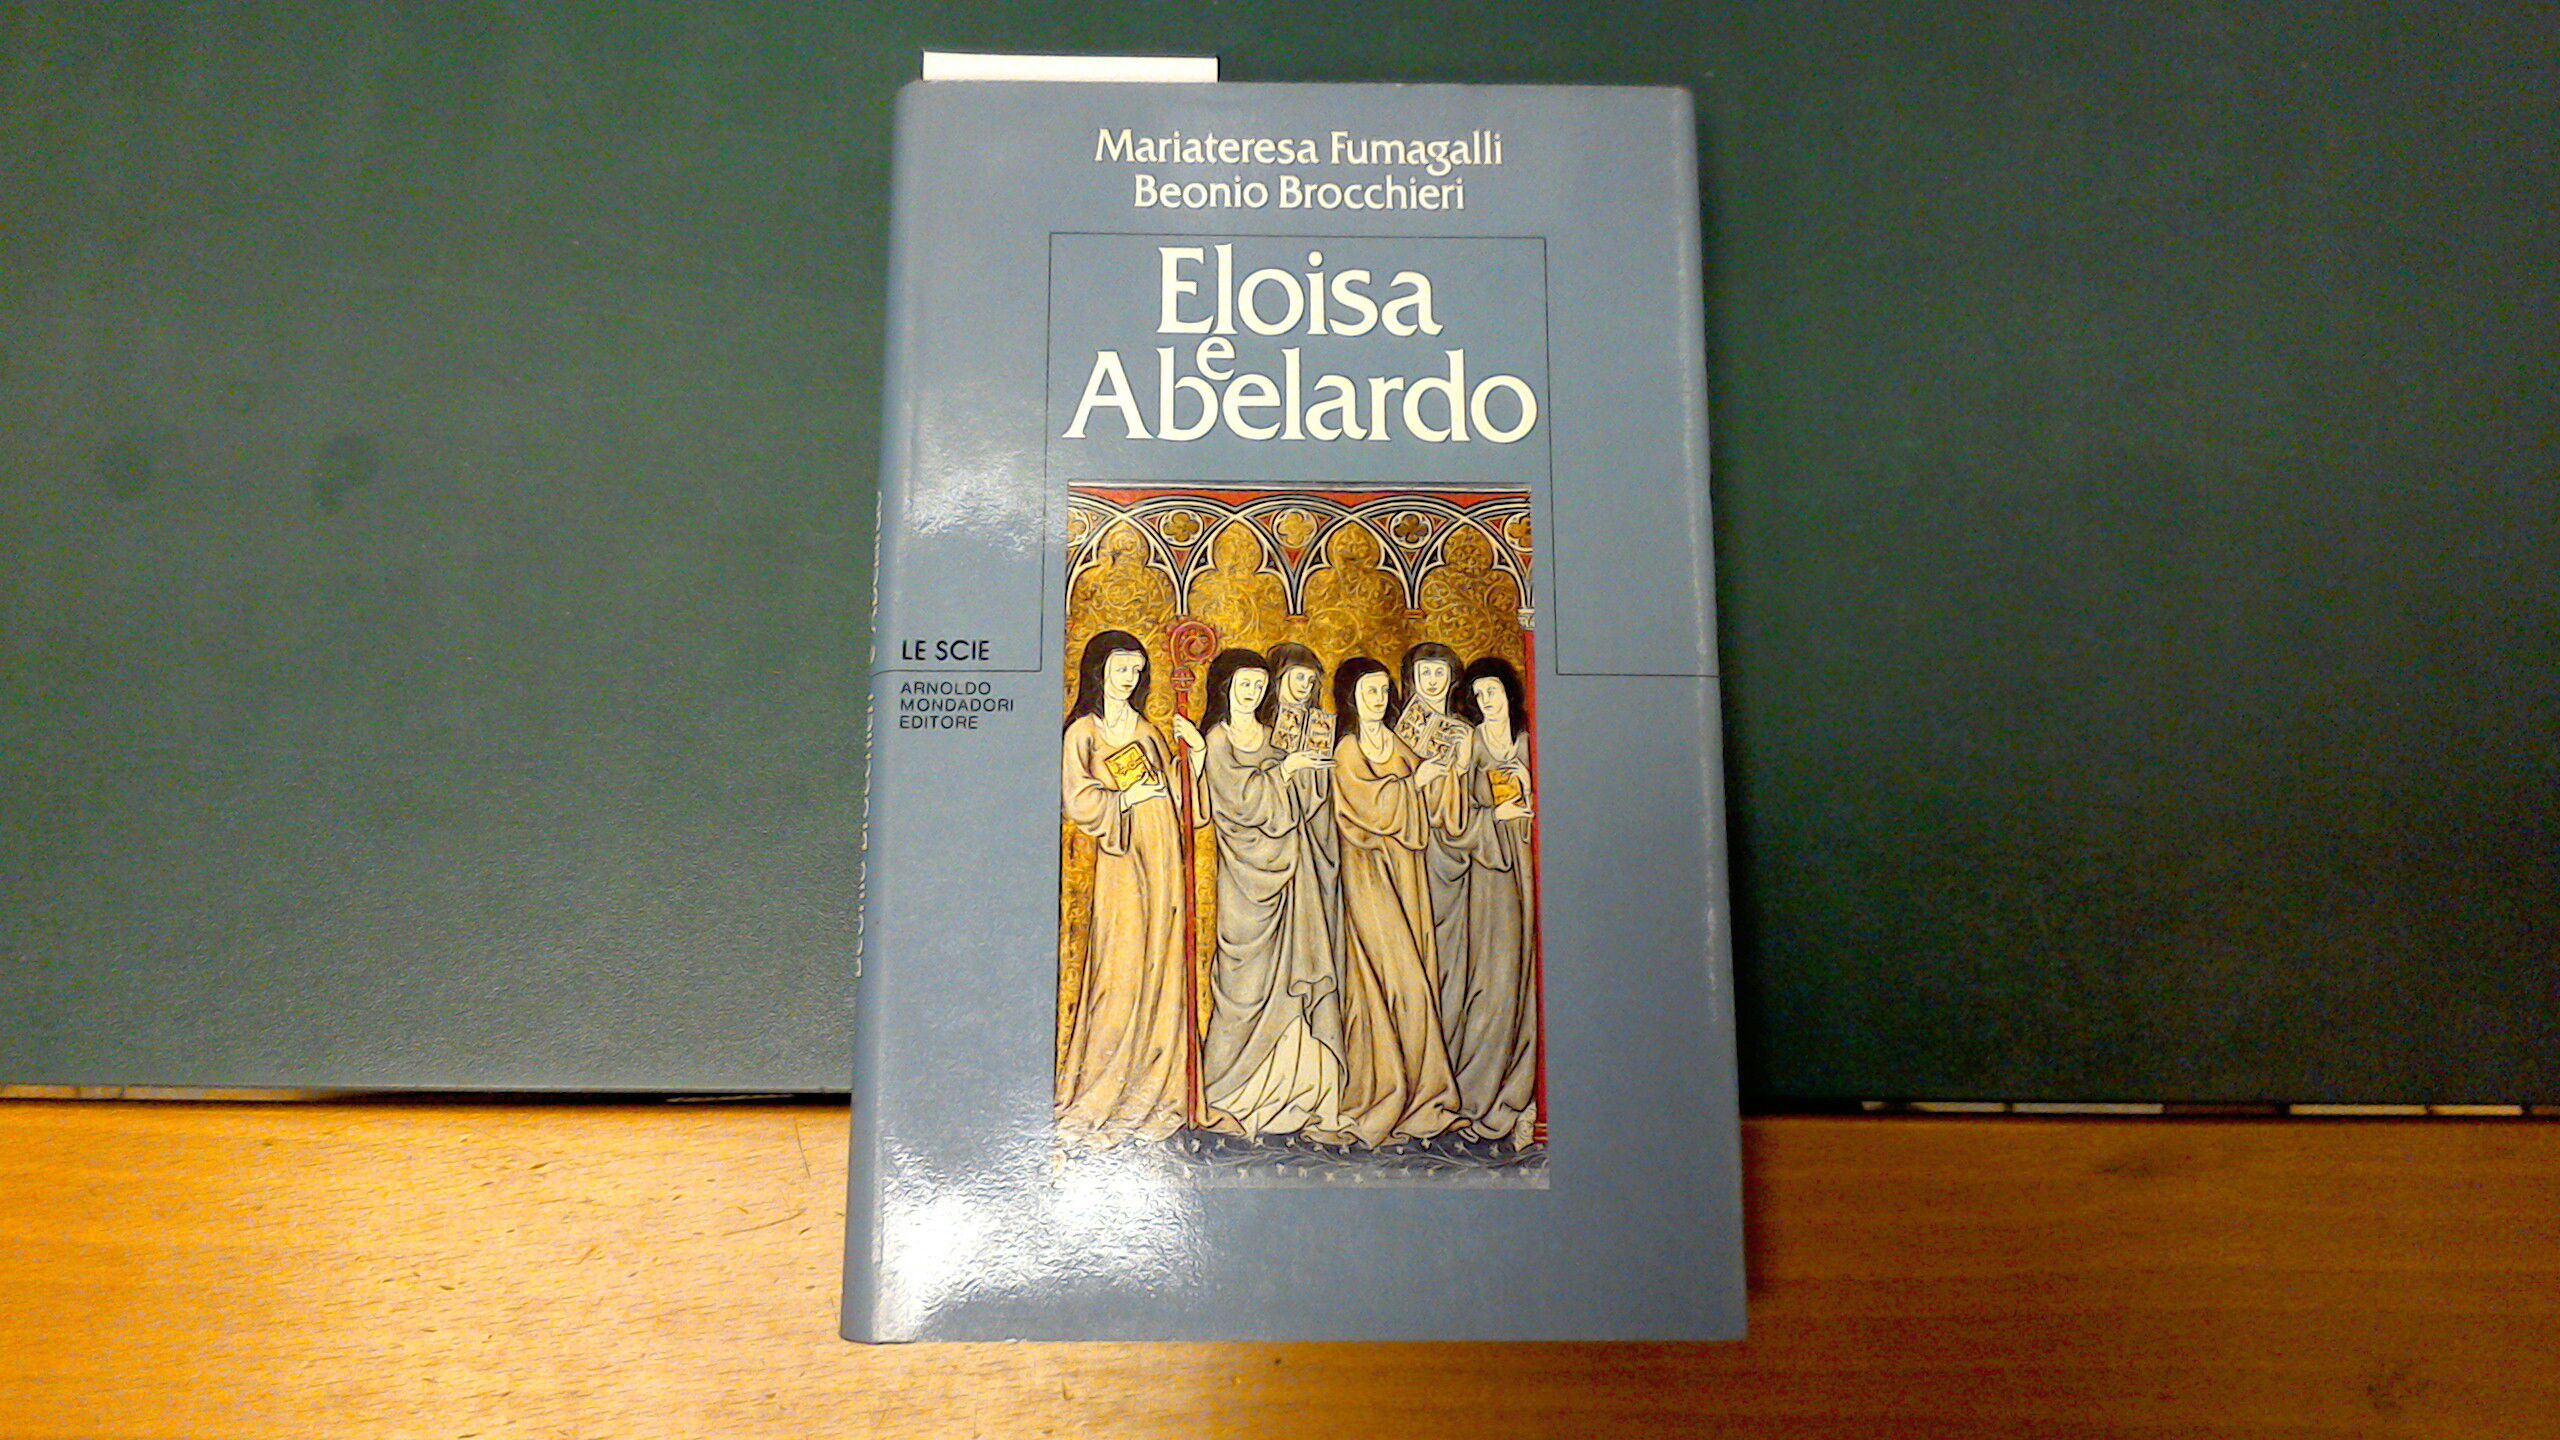 Mariateresa Fumagalli
Beonio Brocchieri
Eloisa
e
Abelardo
LE SCIE
ARNOLDO
MONDADORI
EDITORE